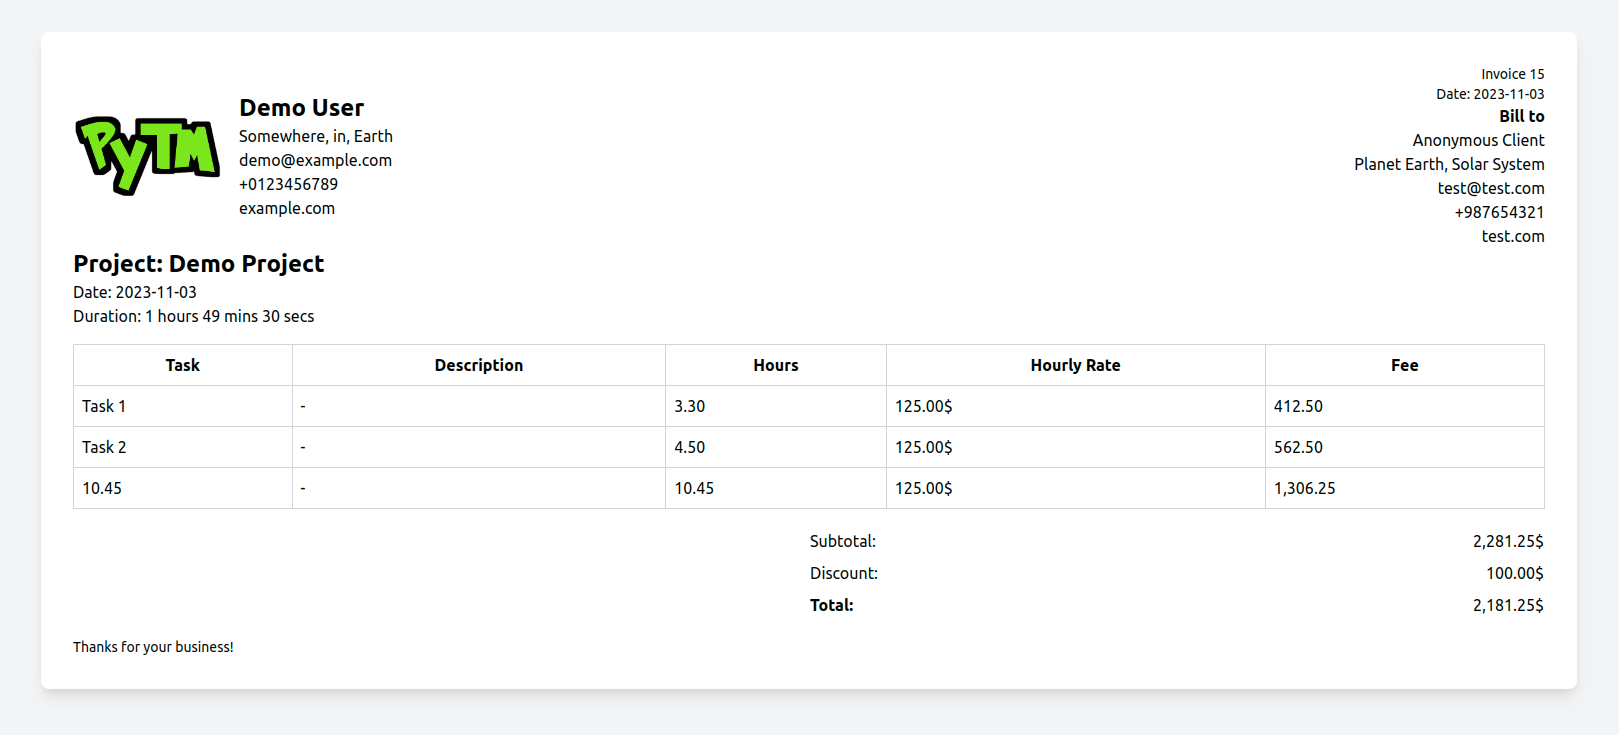 PyTM
Demo User
Somewhere, in, Earth
demo@example.com
+0123456789
example.com
Invoice 15
Date: 2023-11-03
Bill to
Anonymous Client
Planet Earth, Solar System
test@test.com
+987654321
test.com
Project: Demo Project
Date: 2023-11-03
Duration: 1 hours 49 mins 30 secs
Task Description Hours Hourly Rate Fee
Task 1 - 3.30 125.00$ 412.50
Task 2 - 4.50 125.00$ 562.50
10.45 - 10.45 125.00$ 1,306.25
Subtotal: 2,281.25$
Discount: 100.00$
Total: 2,181.25$
Thanks for your business!